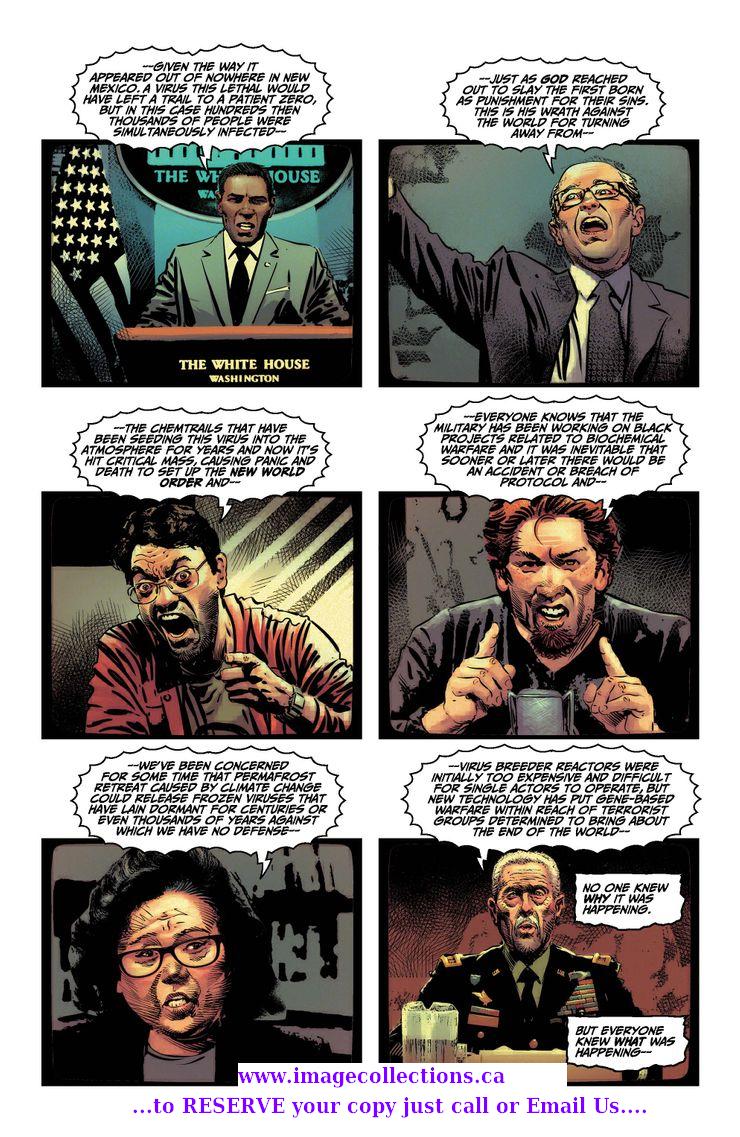 --GIVEN THE WAY IT
APPEARED OUT OF NOWHERE IN NEW
MEXICO. A VIRUS THIS LETHAL WOULD
HAVE LEFT A TRAIL TO A PATIENT ZERO,
BUT IN THIS CASE HUNDREDS THEN
THOUSANDS OF PEOPLE WERE
SIMULTANEOUSLY INFECTED--
THE WHITE HOUSE
WAS
THE WHITE HOUSE
WASHINGTON
--JUST AS GOD REACHED
OUT TO SLAY THE FIRST BORN
AS PUNISHMENT FOR THEIR SINS.
THIS IS HIS WRATH AGAINST
THE WORLD FOR TURNING
AWAY FROM--
--THE CHEMTRAILS THAT HAVE
BEEN SEEDING THIS VIRUS INTO THE
ATMOSPHERE FOR YEARS AND NOW IT'S
HIT CRITICAL MASS, CAUSING PANIC AND
DEATH TO SET UP THE NEW WORLD
ORDER AND--
--EVERYONE KNOWS THAT THE
MILITARY HAS BEEN WORKING ON BLACK
PROJECTS RELATED TO BIOCHEMICAL
WARFARE AND IT WAS INEVITABLE THAT
SOONER OR LATER THERE WOULD BE
AN ACCIDENT OR BREACH OF
PROTOCOL AND--
--WE'VE BEEN CONCERNED
FOR SOME TIME THAT PERMAFROST
RETREAT CAUSED BY CLIMATE CHANGE
COULD RELEASE FROZEN VIRUSES THAT
HAVE LAIN DORMANT FOR CENTURIES OR
EVEN THOUSANDS OF YEARS AGAINST
WHICH WE HAVE NO DEFENSE--
--VIRUS BREEDER REACTORS WERE
INITIALLY TOO EXPENSIVE AND DIFFICULT
FOR SINGLE ACTORS TO OPERATE, BUT
NEW TECHNOLOGY HAS PUT GENE-BASED
WARFARE WITHIN REACH OF TERRORIST
GROUPS DETERMINED TO BRING ABOUT
THE END OF THE WORLD--
NO ONE KNEW
WHY IT WAS
HAPPENING.
BUT EVERYONE
KNEW WHAT WAS
HAPPENING--
www.imagecollections.ca
...to RESERVE your copy just call or Email Us....